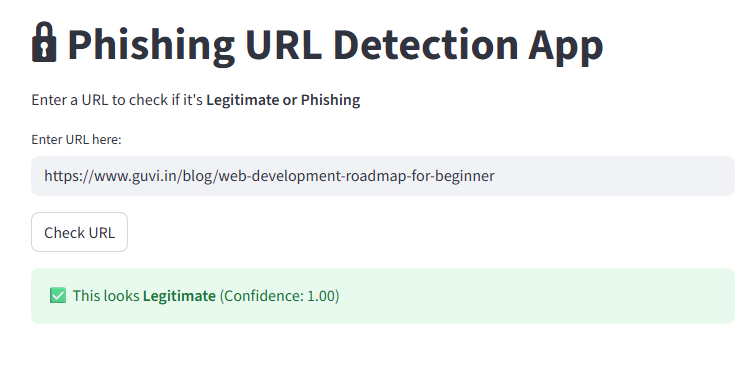 Phishing URL Detection App
Enter a URL to check if it's Legitimate or Phishing
Enter URL here:
https://www.guvi.in/blog/web-development-roadmap-for-beginner
Check URL
This looks Legitimate (Confidence: 1.00)